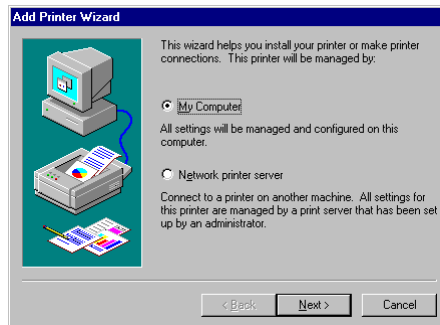 Add Printer Wizard
This wizard helps you install your printer or make printer
connections. This printer will be managed by:
My Computer
All settings will be managed and configured on this
computer.
Network printer server
Connect to a printer on another machine. All settings for
this printer are managed by a print server that has been set
up by an administrator.
< Back
Next >
Cancel